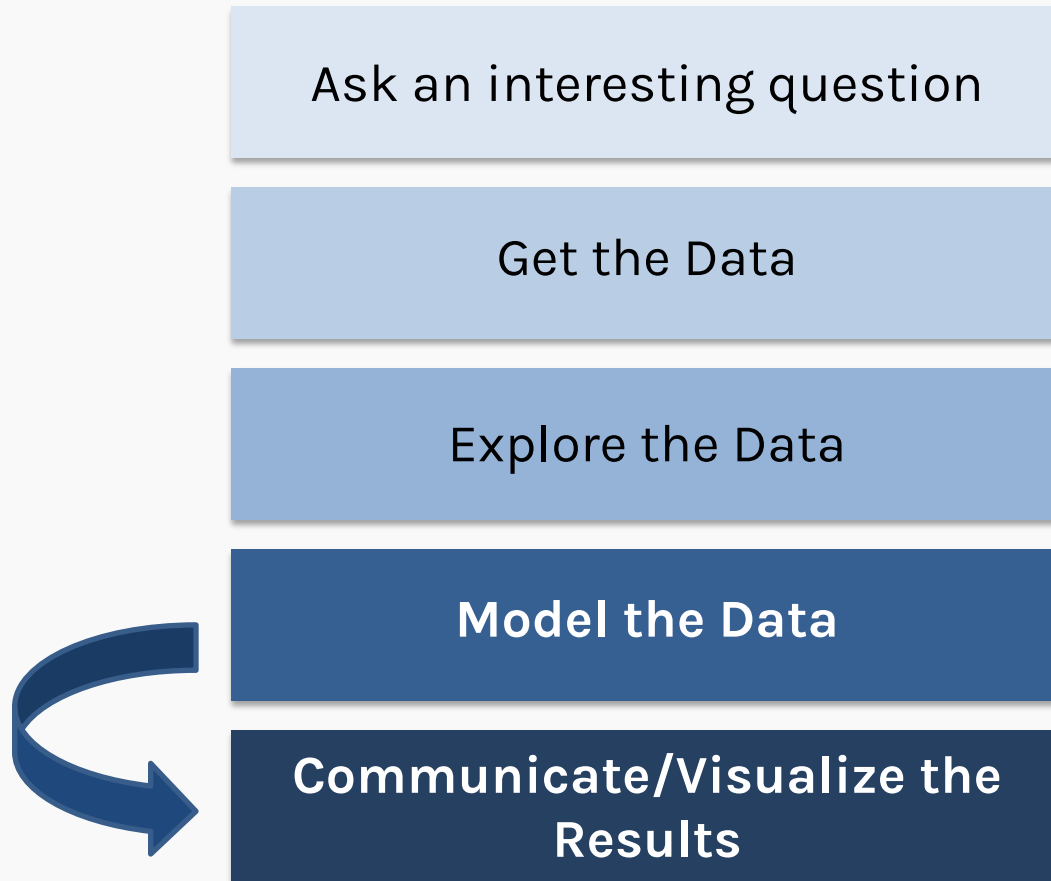 Ask an interesting question
Get the Data
Explore the Data
Model the Data
Communicate/Visualize the
Results